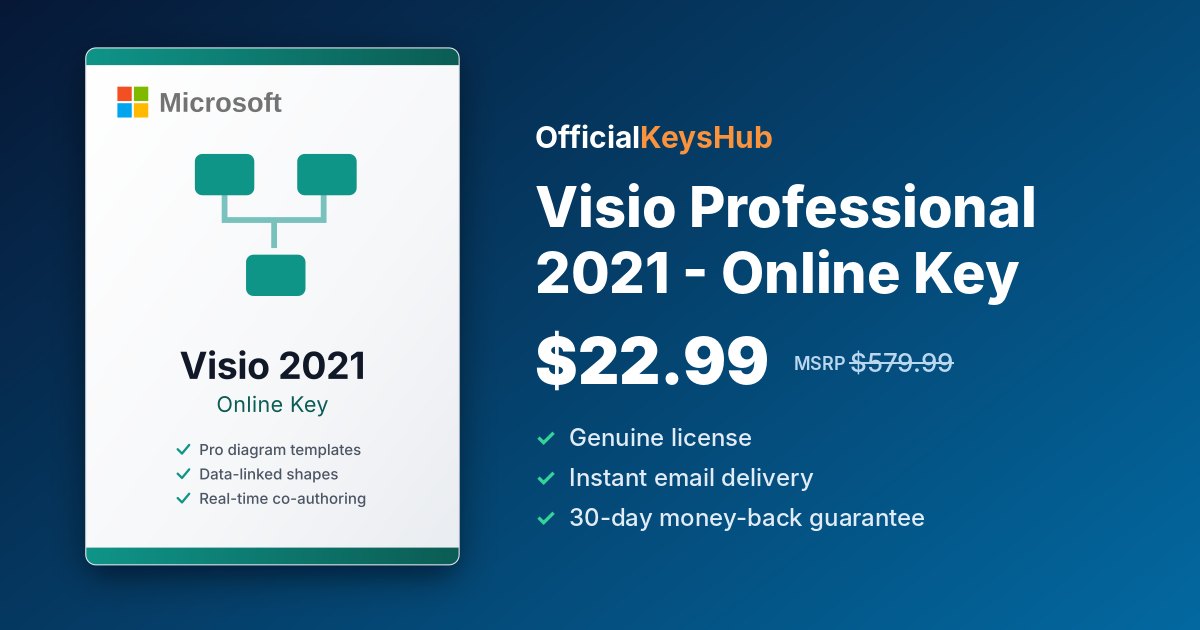 Microsoft
Visio 2021
Online Key
Pro diagram templates
Data-linked shapes
Real-time co-authoring
OfficialKeysHub
Visio Professional
2021 - Online Key
$22.99 MSRP $579.99
Genuine license
Instant email delivery
30-day money-back guarantee